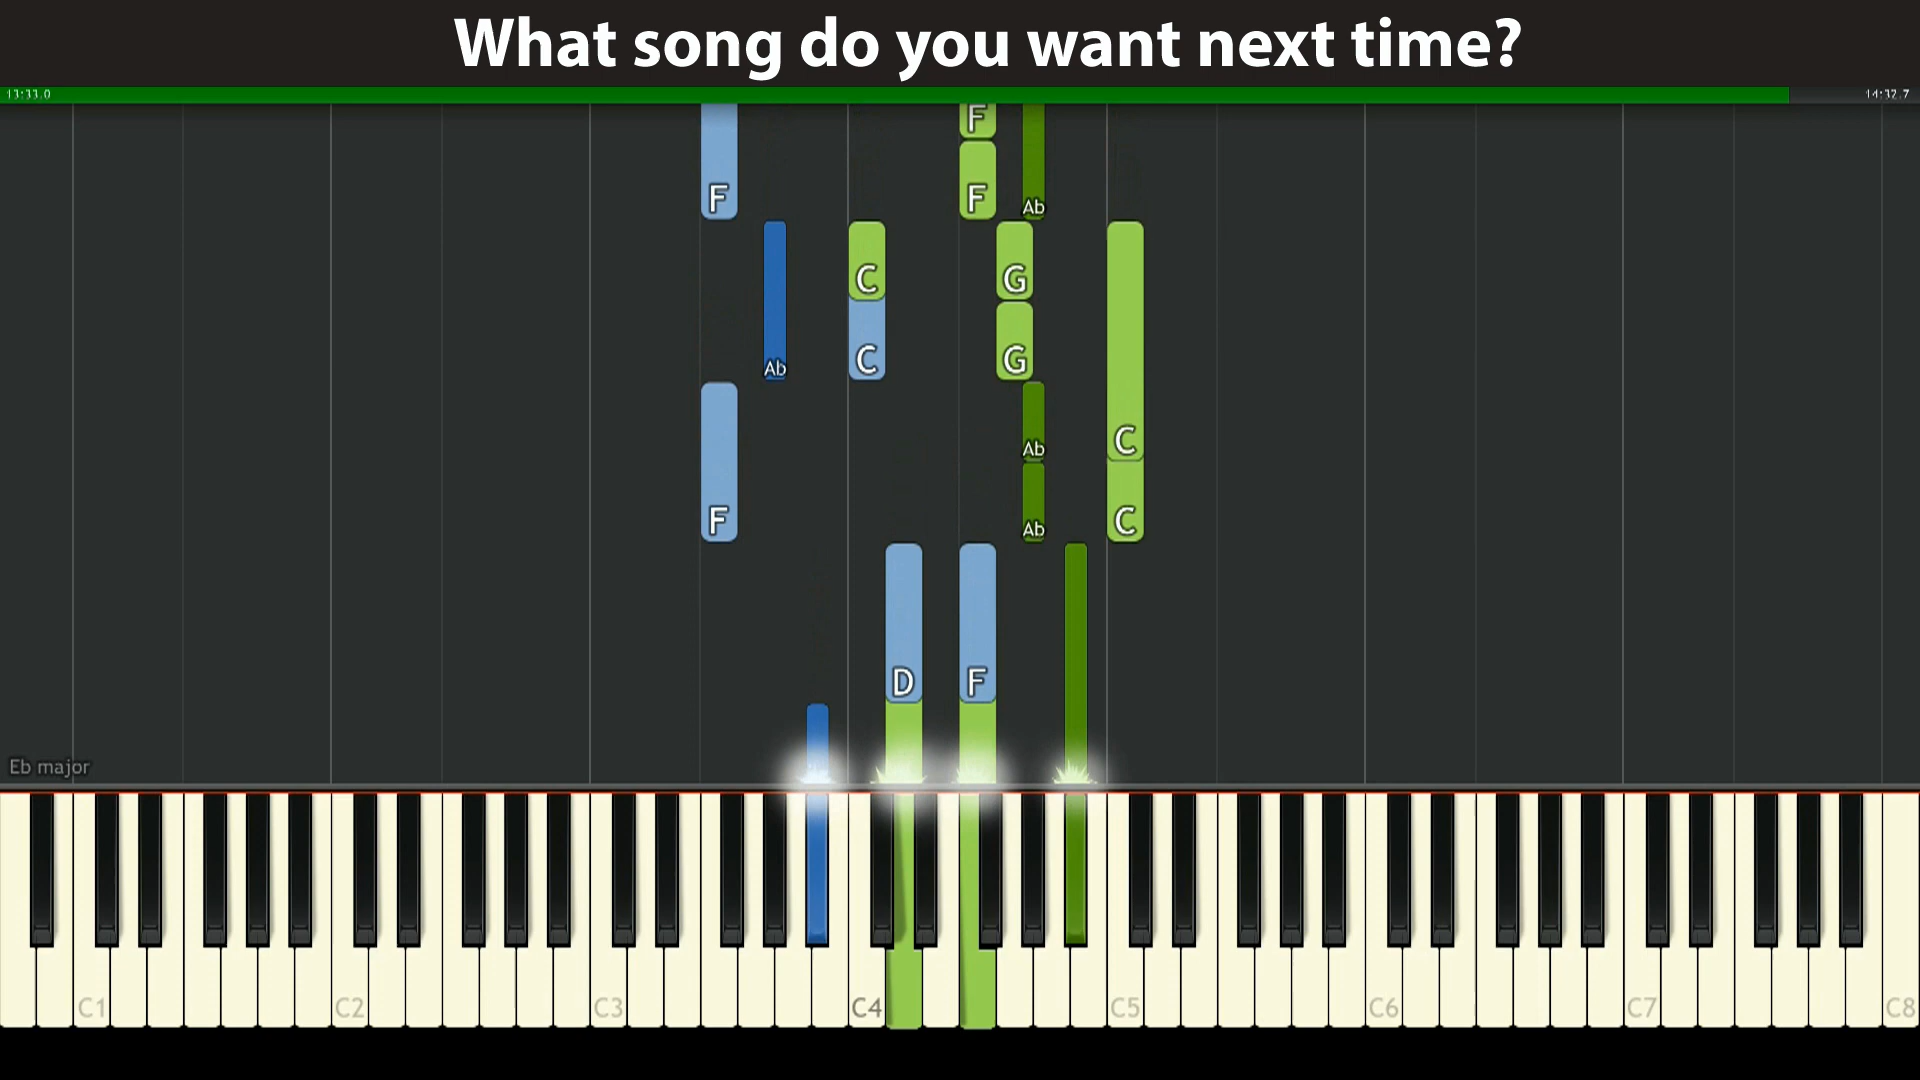 What song do you want next time?
13:33.0 14:32.7
F F
F F Ab
C G
Ab C G
Ab C
F Ab C
D F
Eb major
C1 C2 C3 C4 C5 C6 C7 C8